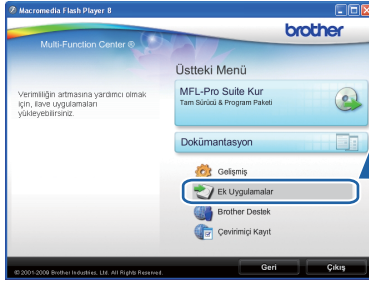 Macromedia Flash Player 8
brother
Multi-Function Center ®
Üstteki Menü
Verimliliğin artmasına yardımcı olmak
için, ilave uygulamaları
yükleyebilirsiniz.
MFL-Pro Suite Kur
Tam Sürücü & Program Paketi
Dokümantasyon
Gelişmiş
Ek Uygulamalar
Brother Destek
Çevirimiçi Kayıt
© 2001-2008 Brother Industries, Ltd. All Rights Reserved.
Geri
Çıkış